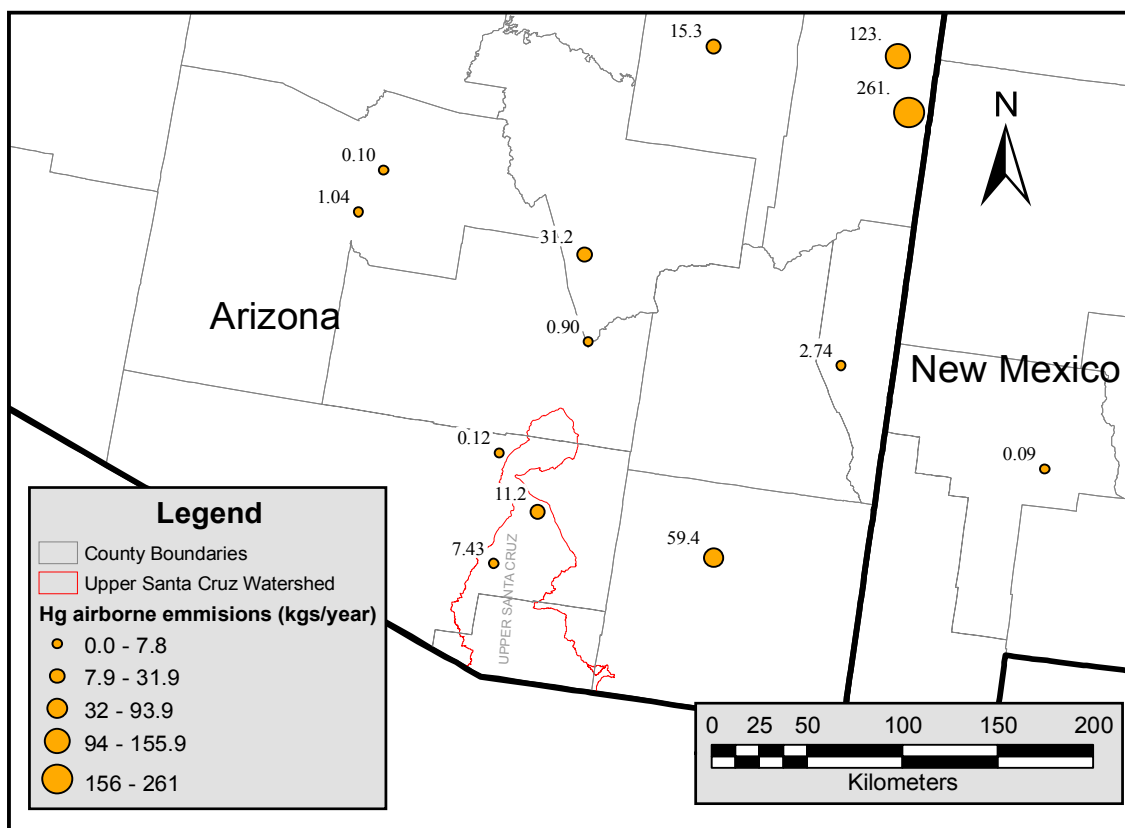 15.3
123.
261.
N
0.10
1.04
31.2
Arizona
0.90
2.74
New Mexico
0.12
0.09
11.2
7.43
59.4
UPPER SANTA CRUZ
Legend
County Boundaries
Upper Santa Cruz Watershed
Hg airborne emmisions (kgs/year)
0.0 - 7.8
7.9 - 31.9
32 - 93.9
94 - 155.9
156 - 261
0 25 50 100 150 200
Kilometers